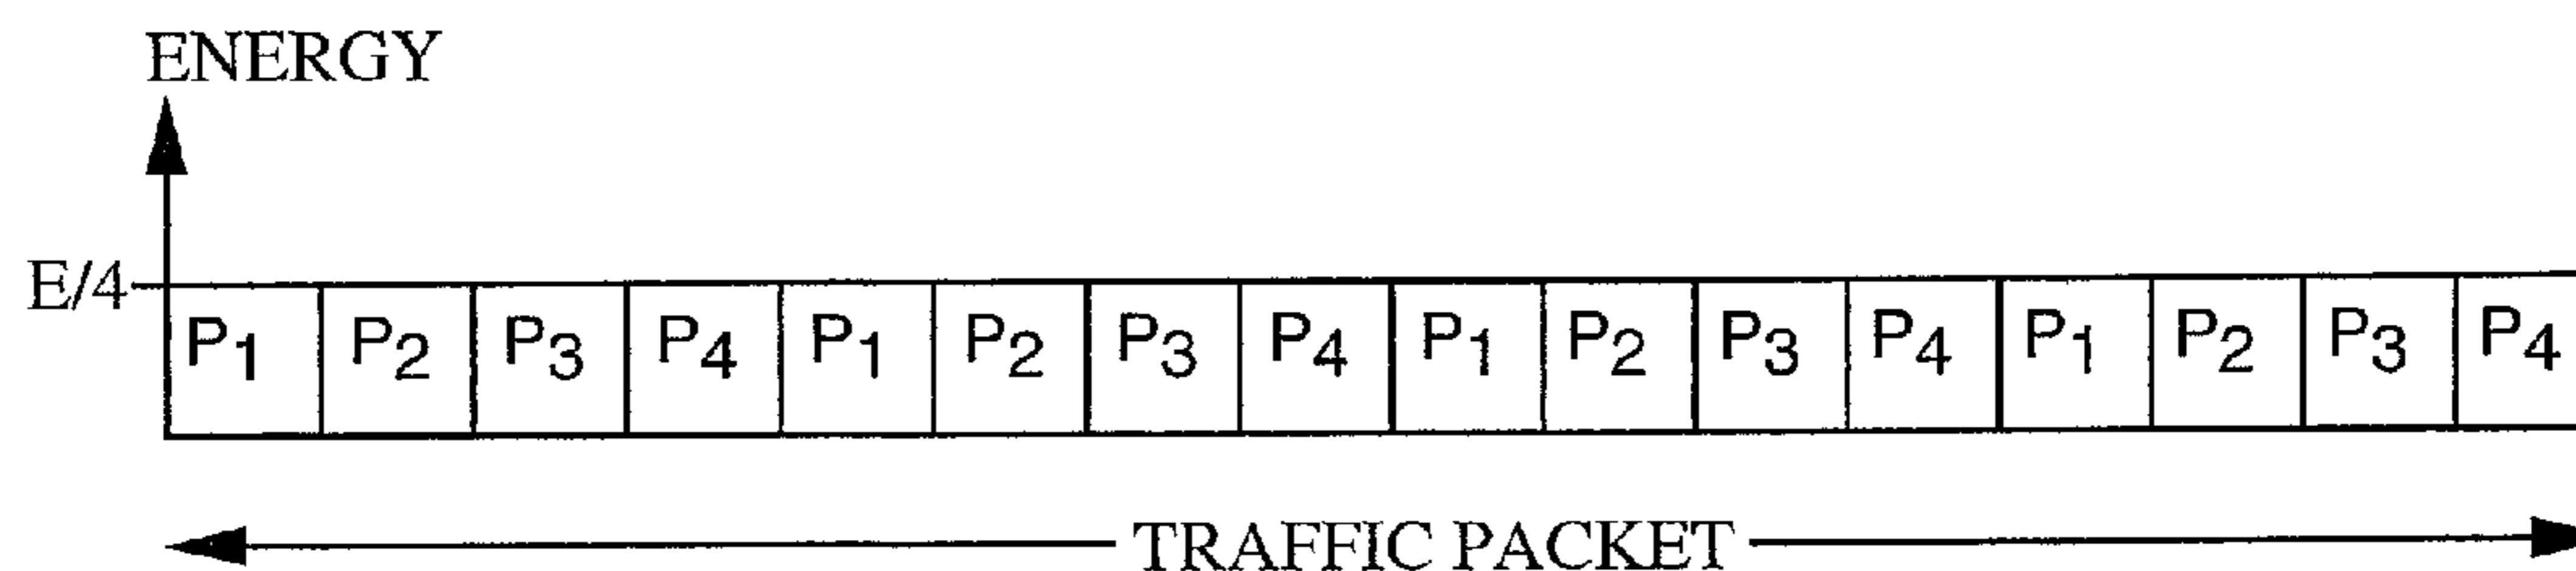 ENERGY
E/4
P1 P2 P3 P4 P1 P2 P3 P4 P1 P2 P3 P4 P1 P2 P3 P4
TRAFFIC PACKET